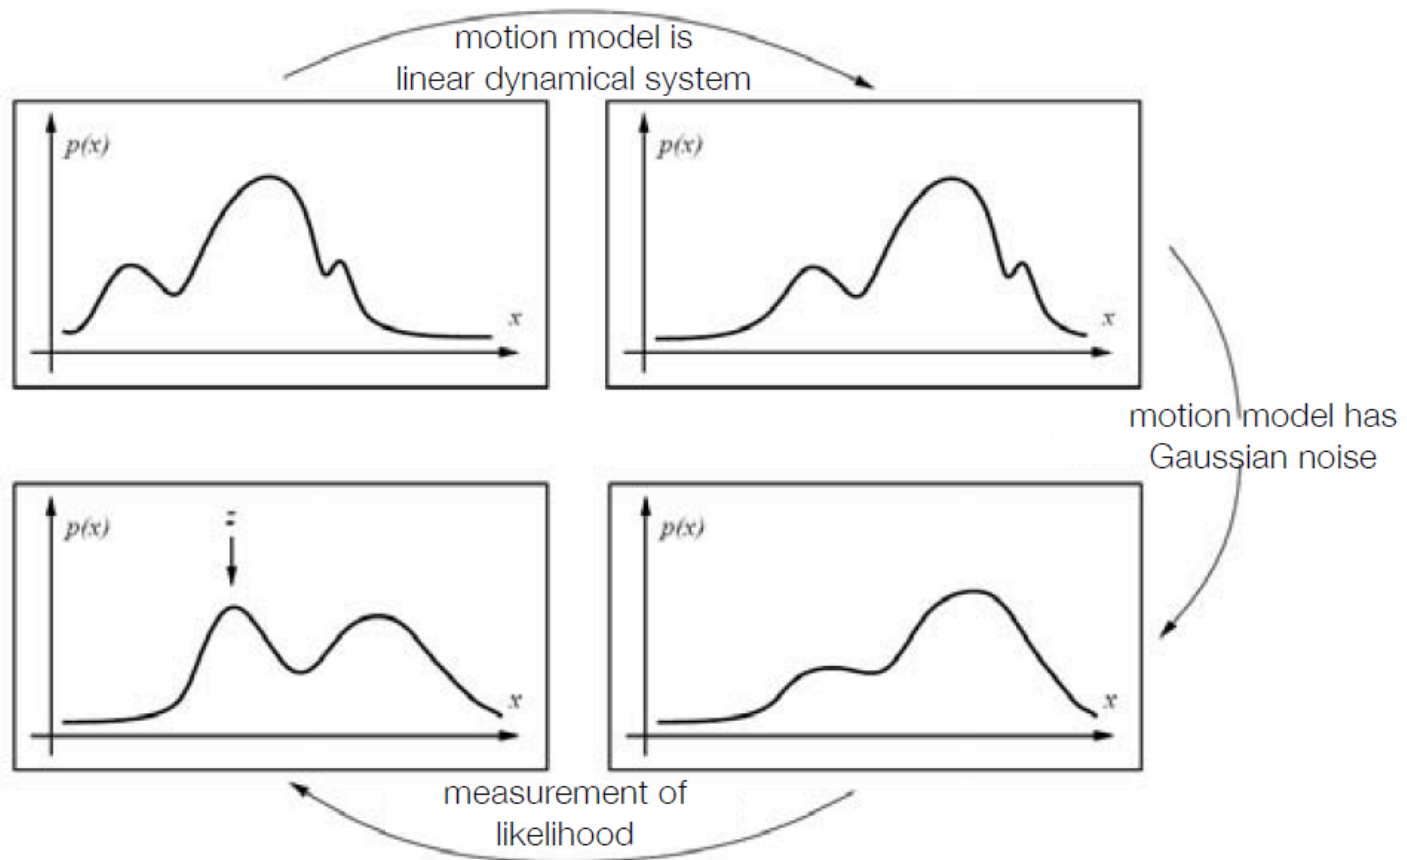 motion model is
linear dynamical system
p(x)
x
p(x)
x
motion model has
Gaussian noise
p(x)
x
p(x)
x
measurement of
likelihood